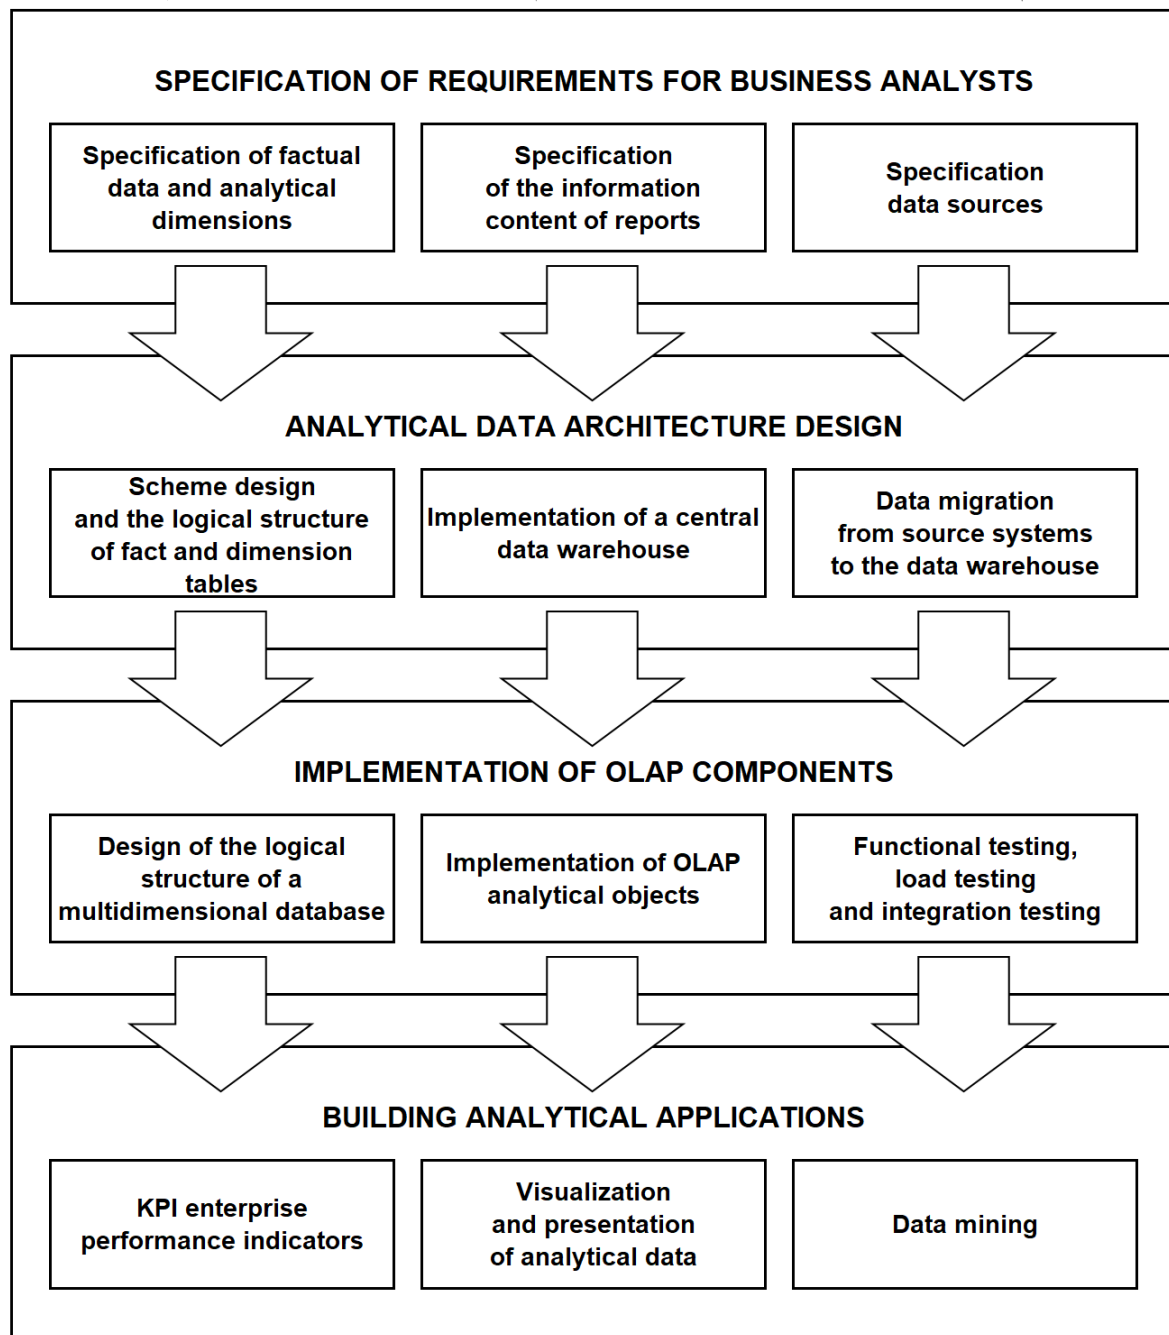 SPECIFICATION OF REQUIREMENTS FOR BUSINESS ANALYSTS
Specification of factual
data and analytical
dimensions
Specification
of the information
content of reports
Specification
data sources
ANALYTICAL DATA ARCHITECTURE DESIGN
Scheme design
and the logical structure
of fact and dimension
tables
Implementation of a central
data warehouse
Data migration
from source systems
to the data warehouse
IMPLEMENTATION OF OLAP COMPONENTS
Design of the logical
structure of a
multidimensional database
Implementation of OLAP
analytical objects
Functional testing,
load testing
and integration testing
BUILDING ANALYTICAL APPLICATIONS
KPI enterprise
performance indicators
Visualization
and presentation
of analytical data
Data mining